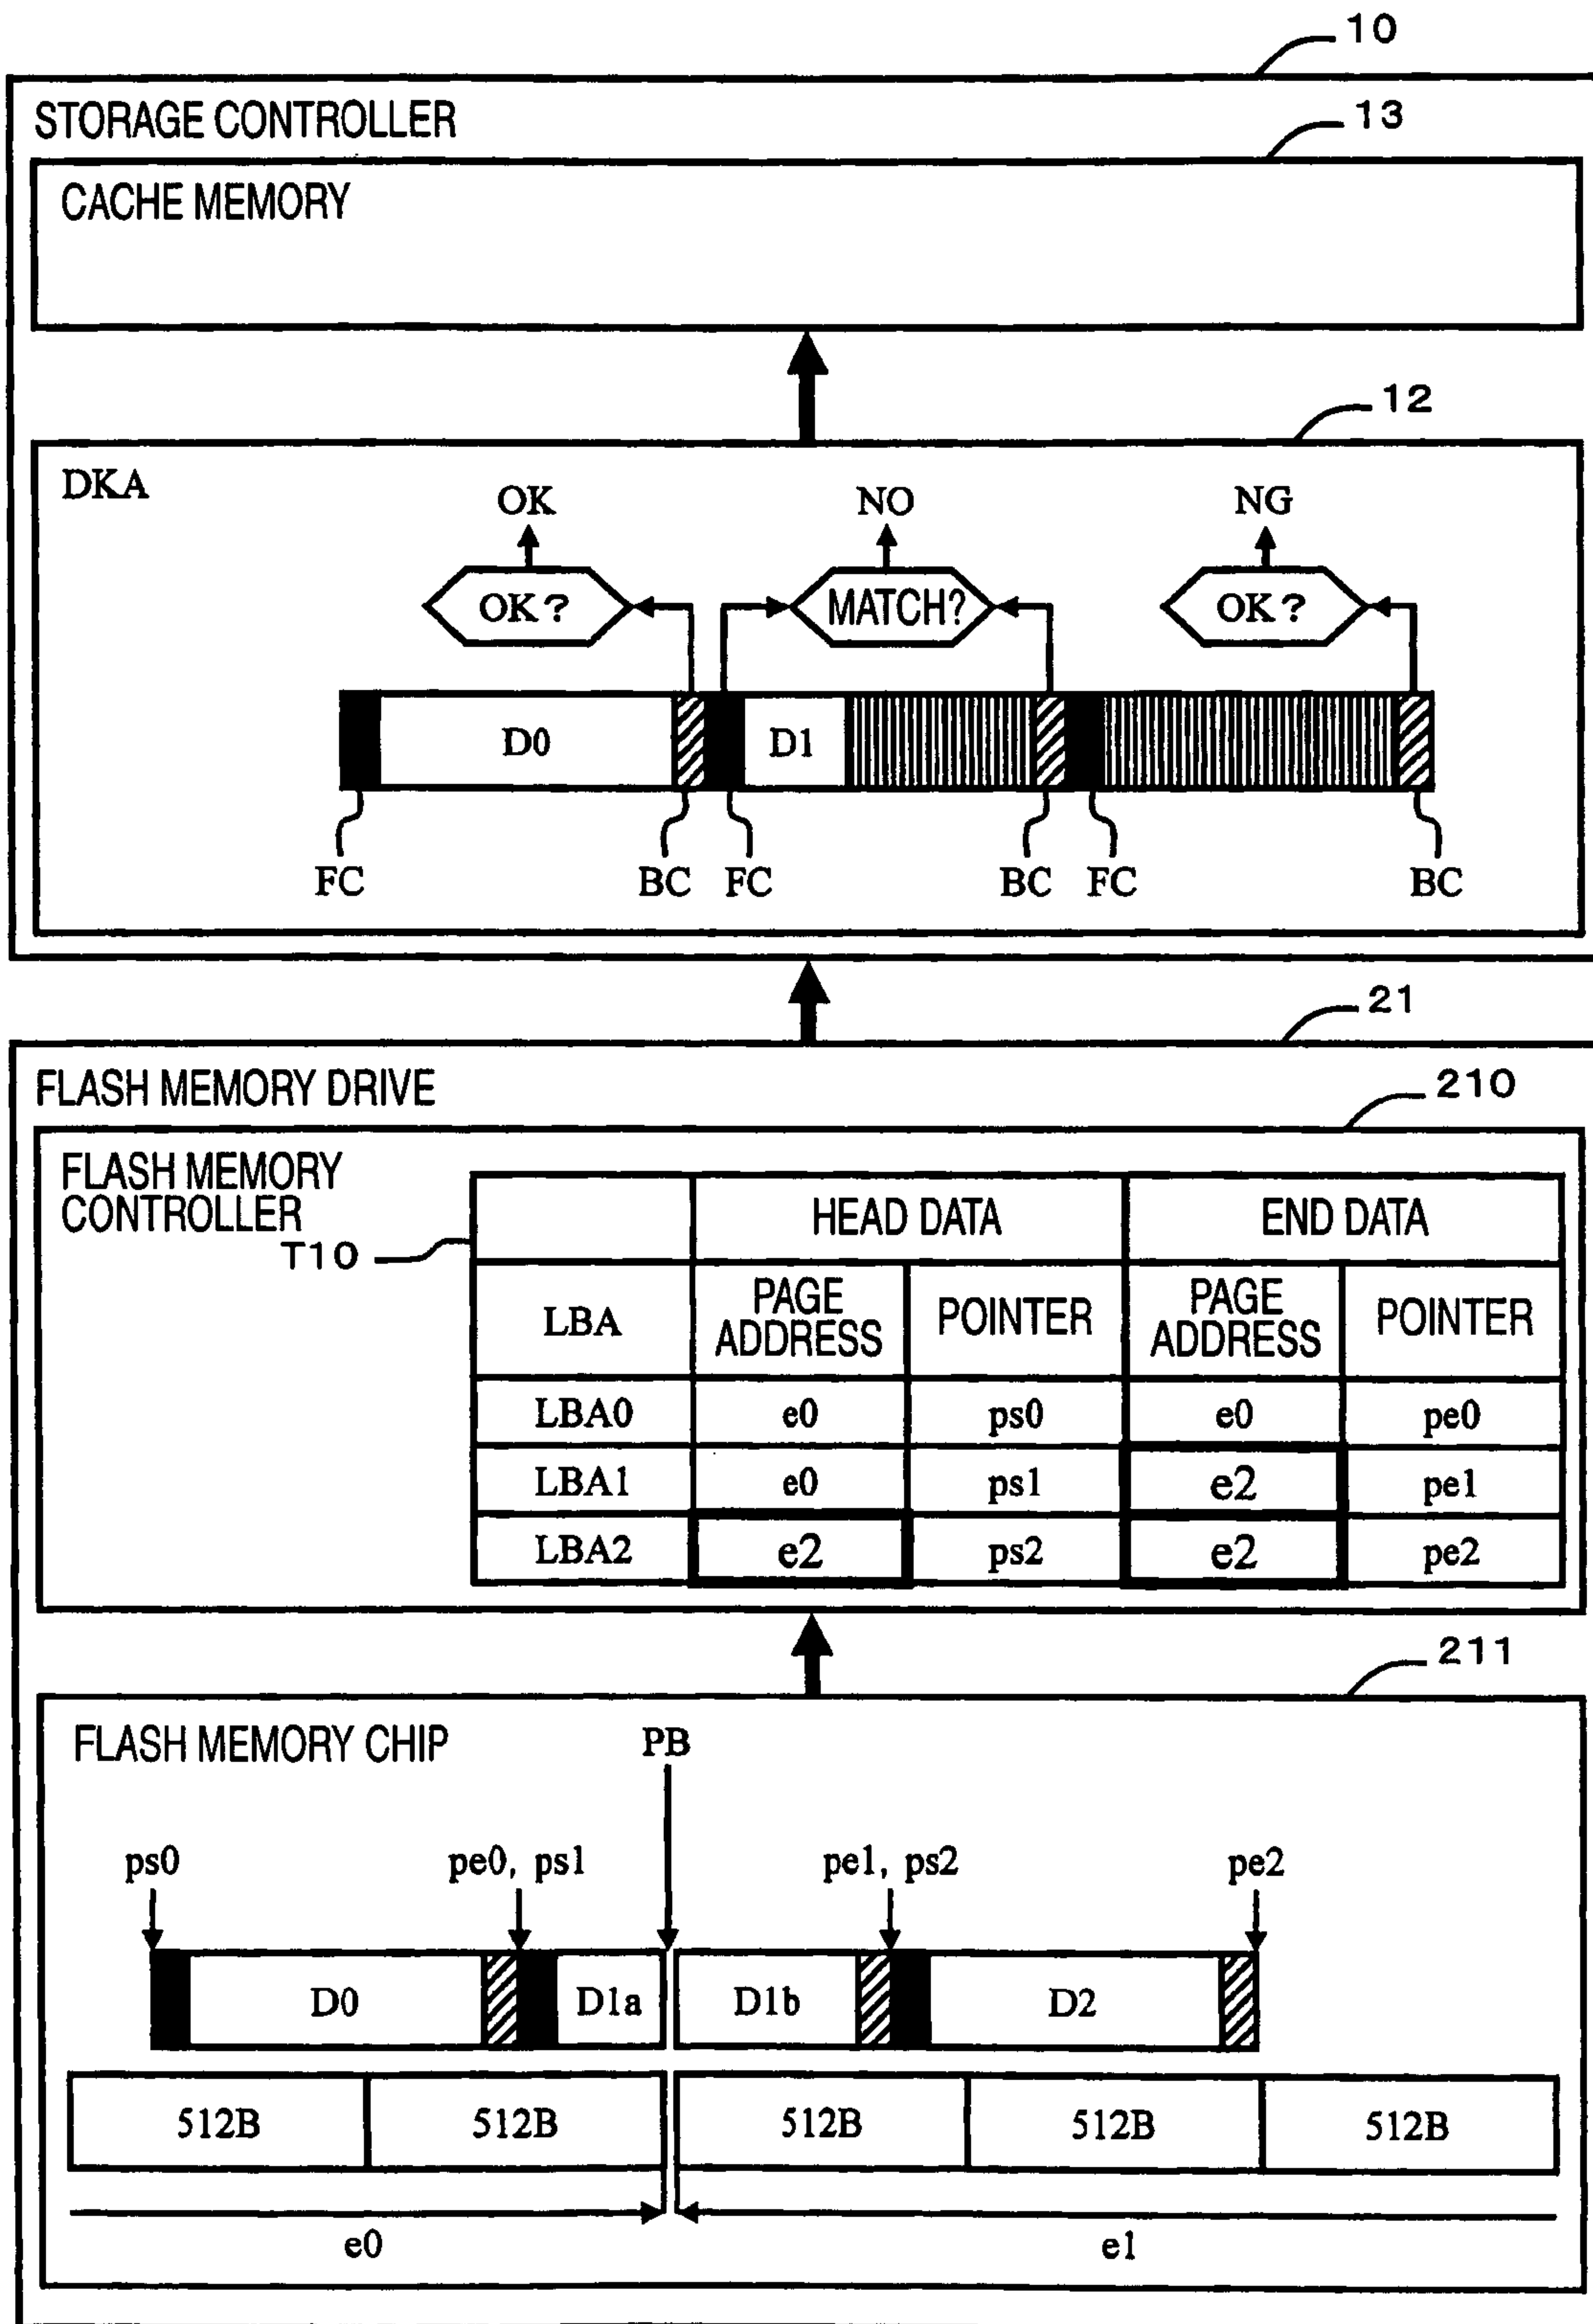 10
STORAGE CONTROLLER
13
CACHE MEMORY
12
DKA
OK NO NG
OK? MATCH? OK?
D0 D1
FC BC FC BC FC BC
21
FLASH MEMORY DRIVE
210
FLASH MEMORY
CONTROLLER
T10
HEAD DATA END DATA
LBA PAGE ADDRESS POINTER PAGE ADDRESS POINTER
LBA0 e0 ps0 e0 pe0
LBA1 e0 ps1 e2 pe1
LBA2 e2 ps2 e2 pe2
211
FLASH MEMORY CHIP PB
ps0 pe0, ps1 pe1, ps2 pe2
D0 D1a D1b D2
512B 512B 512B 512B 512B
e0 e1